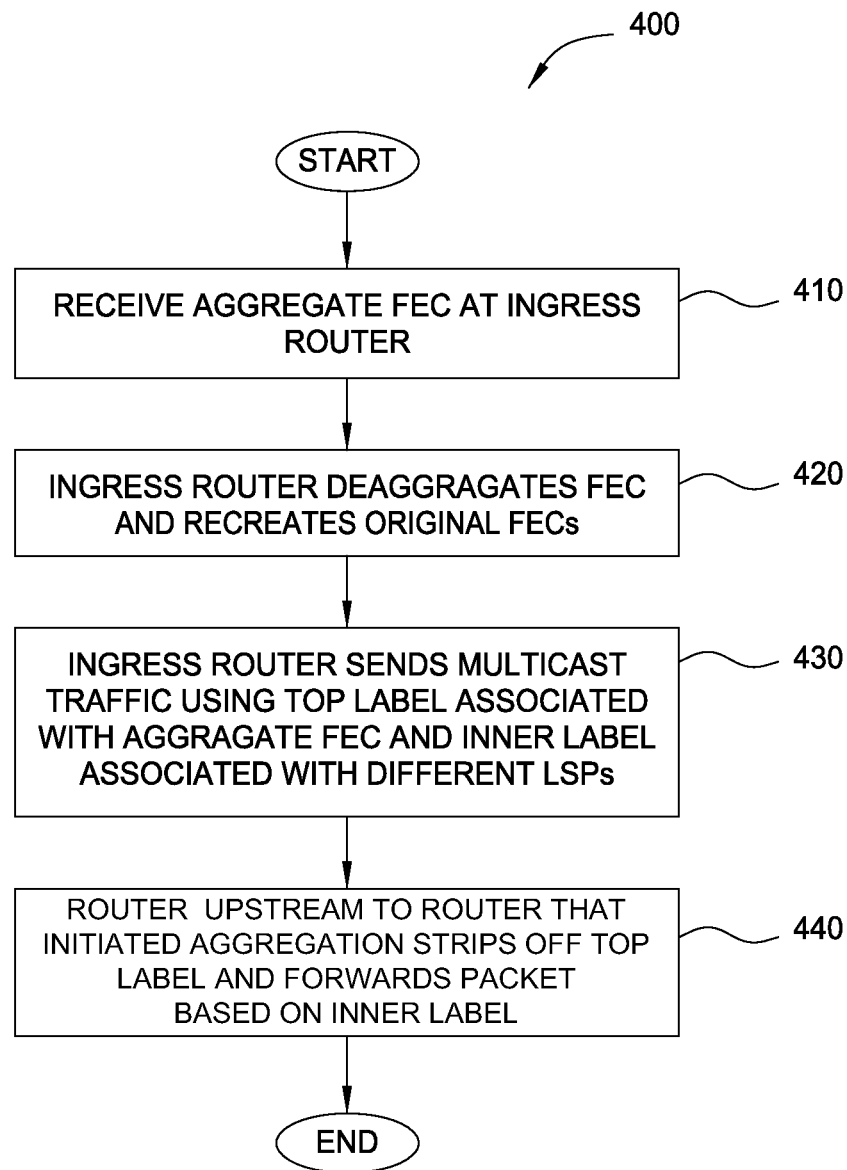 400
START
RECEIVE AGGREGATE FEC AT INGRESS
ROUTER
410
INGRESS ROUTER DEAGGRAGATES FEC
AND RECREATES ORIGINAL FECs
420
INGRESS ROUTER SENDS MULTICAST
TRAFFIC USING TOP LABEL ASSOCIATED
WITH AGGRAGATE FEC AND INNER LABEL
ASSOCIATED WITH DIFFERENT LSPs
430
ROUTER UPSTREAM TO ROUTER THAT
INITIATED AGGREGATION STRIPS OFF TOP
LABEL AND FORWARDS PACKET
BASED ON INNER LABEL
440
END